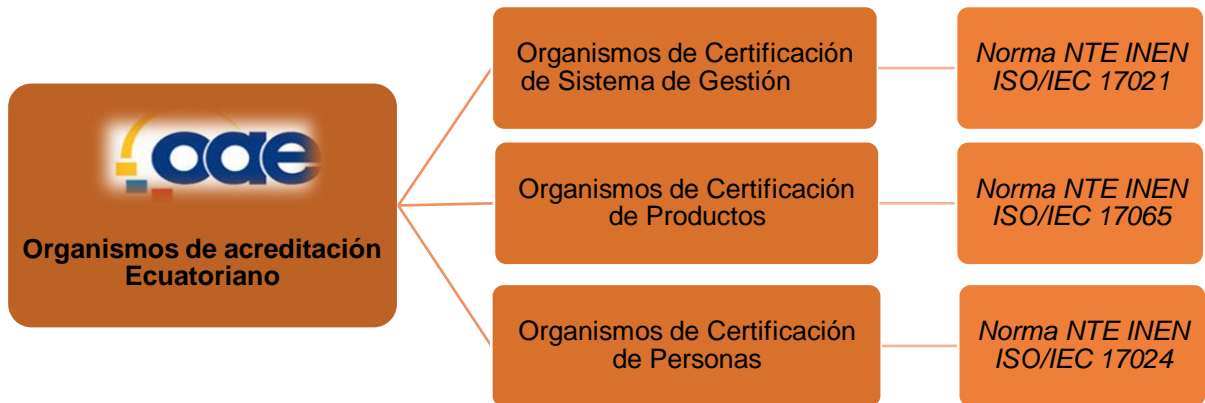 oae
Organismos de acreditación
Ecuatoriano
Organismos de Certificación
de Sistema de Gestión
Norma NTE INEN
ISO/IEC 17021
Organismos de Certificación
de Productos
Norma NTE INEN
ISO/IEC 17065
Organismos de Certificación
de Personas
Norma NTE INEN
ISO/IEC 17024